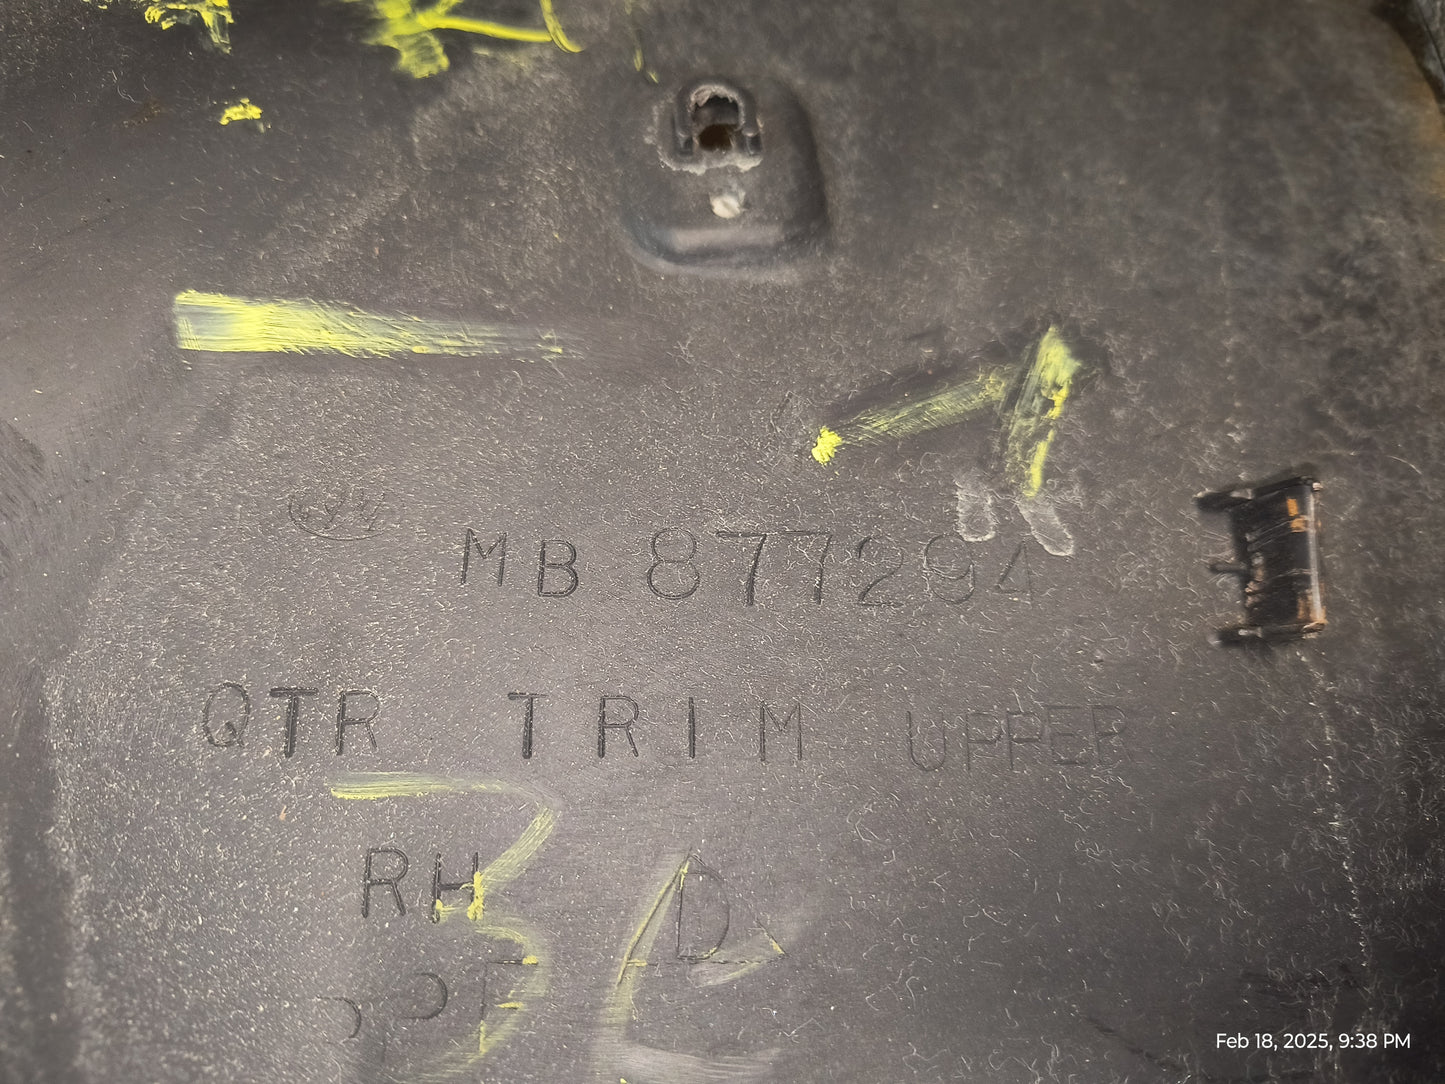 MB 877294
QTR TRIM UPPER
RH
D
Feb 18, 2025, 9:38 PM